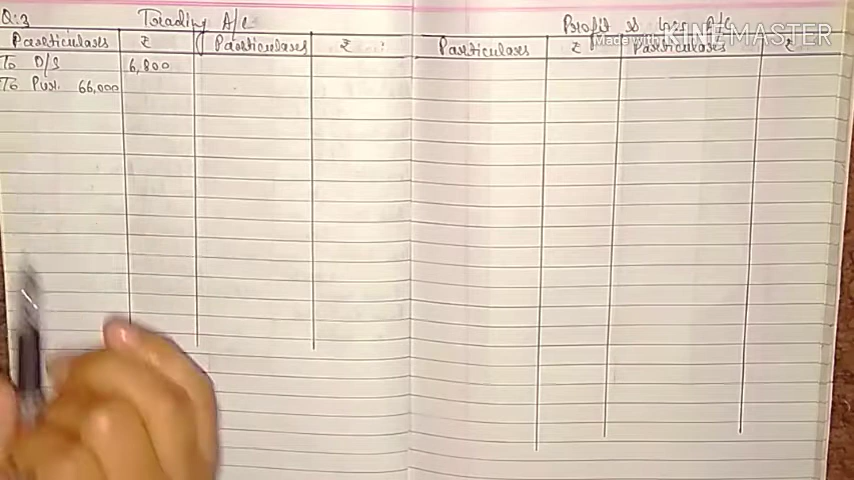 Q:3 Trading A/c
Particulars ₹ Particulars ₹
To O/S 6,800
To Pur. 66,000
Profit & Loss A/c
Particulars ₹ Particulars ₹
Made with KINEMASTER